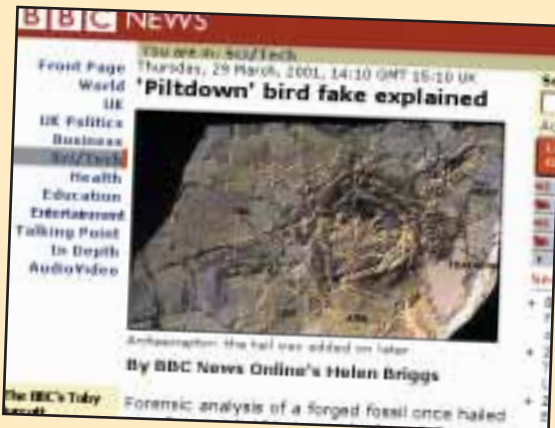 BBC NEWS
You are in: Sci/Tech
Thursday, 29 March, 2001, 14:10 GMT 15:10 UK
'Piltdown' bird fake explained
Front Page
World
UK
UK Politics
Business
Sci/Tech
Health
Education
Entertainment
Talking Point
In Depth
AudioVideo
Archaeoraptor: the tail was added on later
By BBC News Online's Helen Briggs
The BBC's Toby
Forensic analysis of a forged fossil once hailed